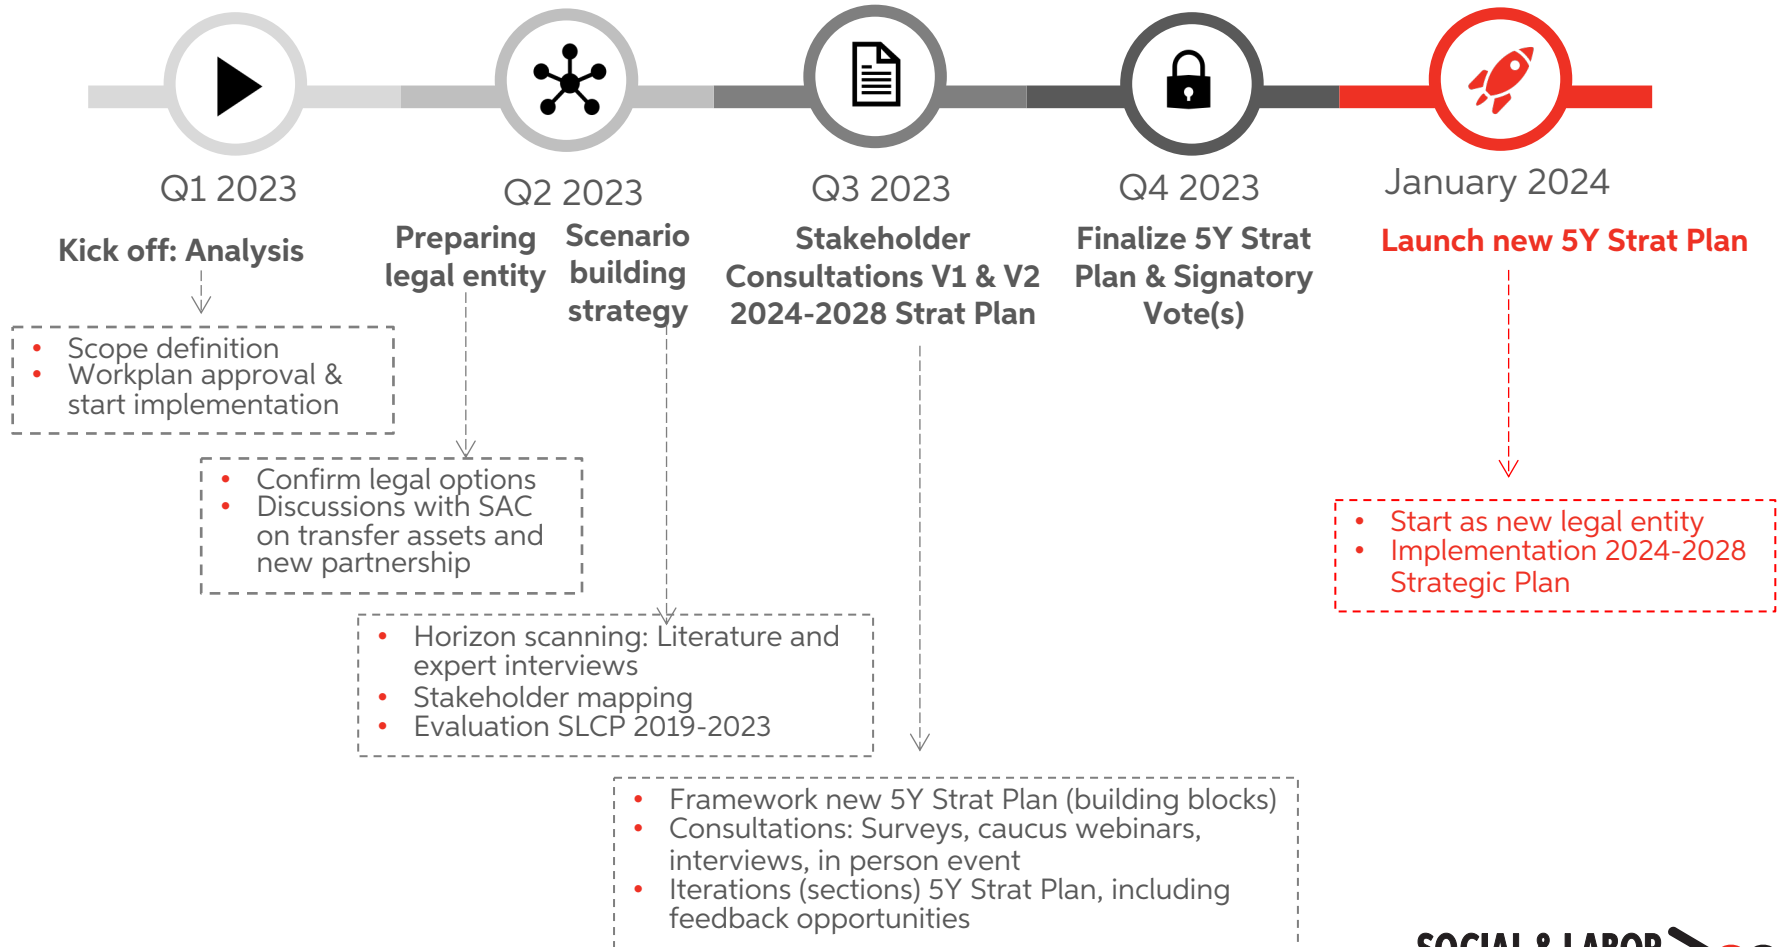 Q1 2023
Kick off: Analysis
• Scope definition
• Workplan approval &
start implementation
Q2 2023
Preparing
legal entity
• Confirm legal options
• Discussions with SAC
on transfer assets and
new partnership
Scenario
building
strategy
• Horizon scanning: Literature and
expert interviews
• Stakeholder mapping
• Evaluation SLCP 2019-2023
Q3 2023
Stakeholder
Consultations V1 & V2
2024-2028 Strat Plan
• Framework new 5Y Strat Plan (building blocks)
• Consultations: Surveys, caucus webinars,
interviews, in person event
• Iterations (sections) 5Y Strat Plan, including
feedback opportunities
Q4 2023
Finalize 5Y Strat
Plan & Signatory
Vote(s)
January 2024
Launch new 5Y Strat Plan
• Start as new legal entity
• Implementation 2024-2028
Strategic Plan
SOCIAL & LABOR